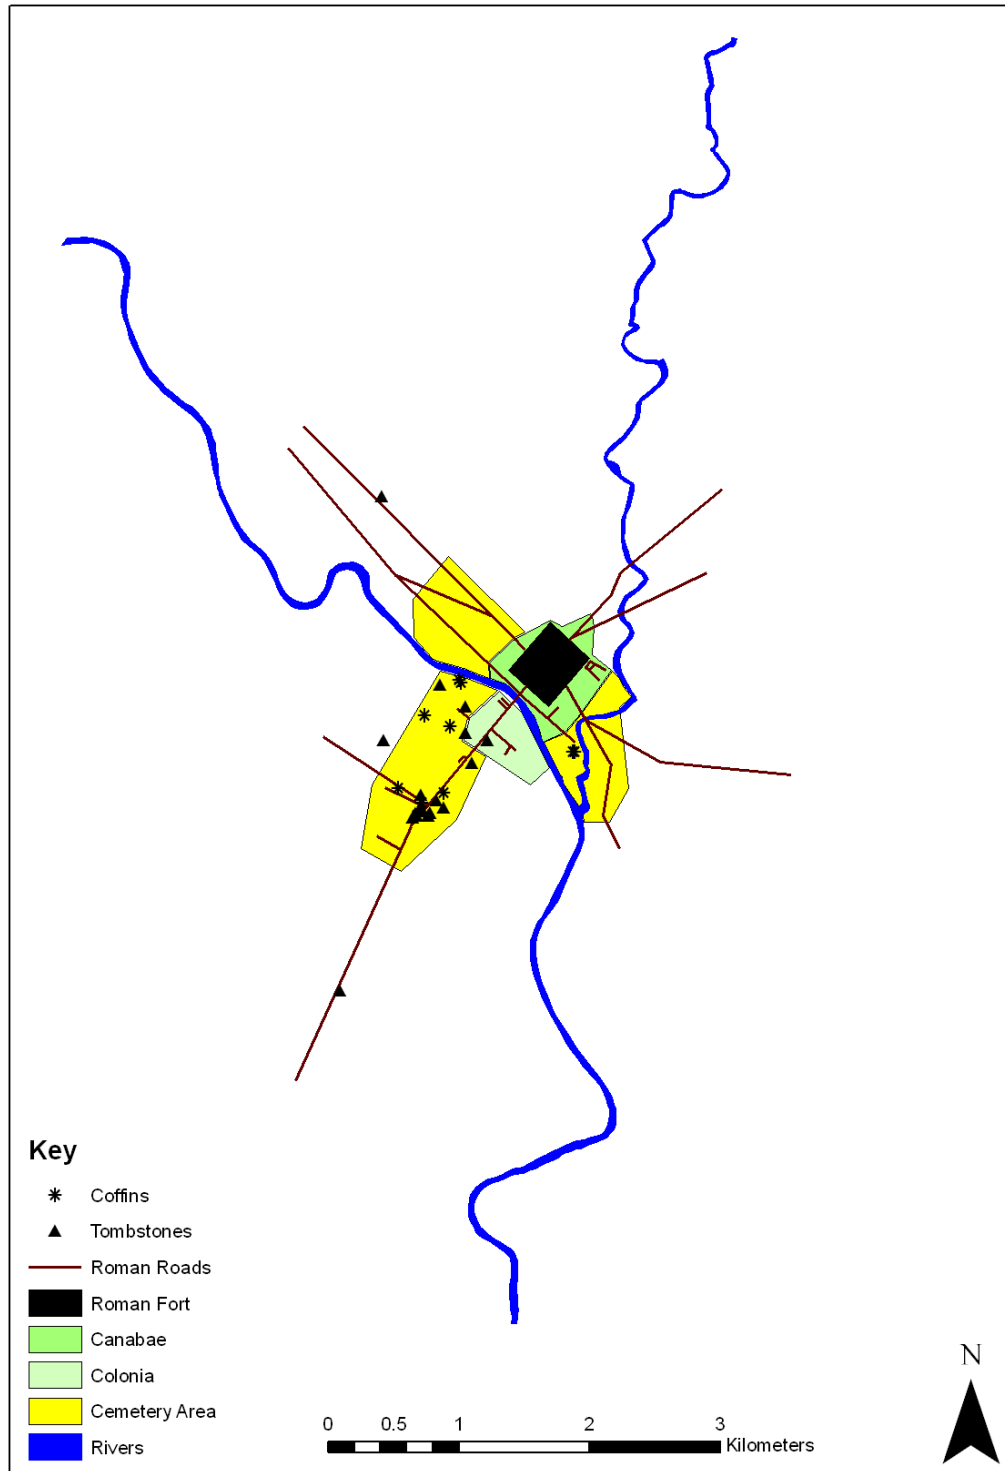 Key
Coffins
Tombstones
Roman Roads
Roman Fort
Canabae
Colonia
Cemetery Area
Rivers
0 0.5 1 2 3
Kilometers
N